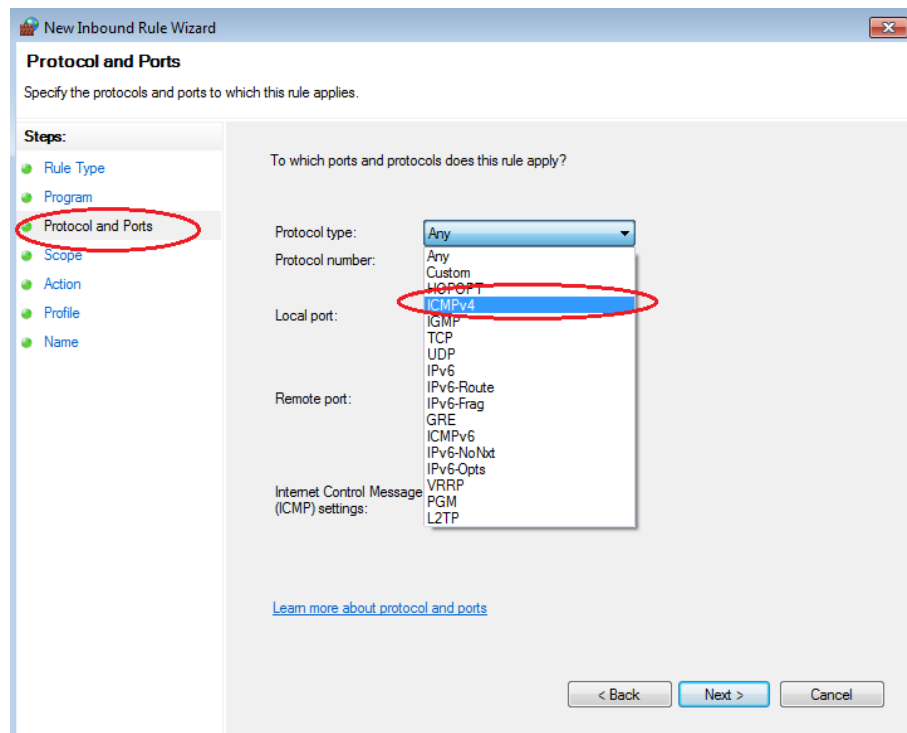 New Inbound Rule Wizard
Protocol and Ports
Specify the protocols and ports to which this rule applies.
Steps:
Rule Type
Program
Protocol and Ports
Scope
Action
Profile
Name
To which ports and protocols does this rule apply?
Protocol type:
Any
Protocol number:
Local port:
Remote port:
Internet Control Message
(ICMP) settings:
Any
Custom
HOPOPT
ICMPv4
IGMP
TCP
UDP
IPv6
IPv6-Route
IPv6-Frag
GRE
ICMPv6
IPv6-NoNxt
IPv6-Opts
VRRP
PGM
L2TP
Learn more about protocol and ports
< Back
Next >
Cancel